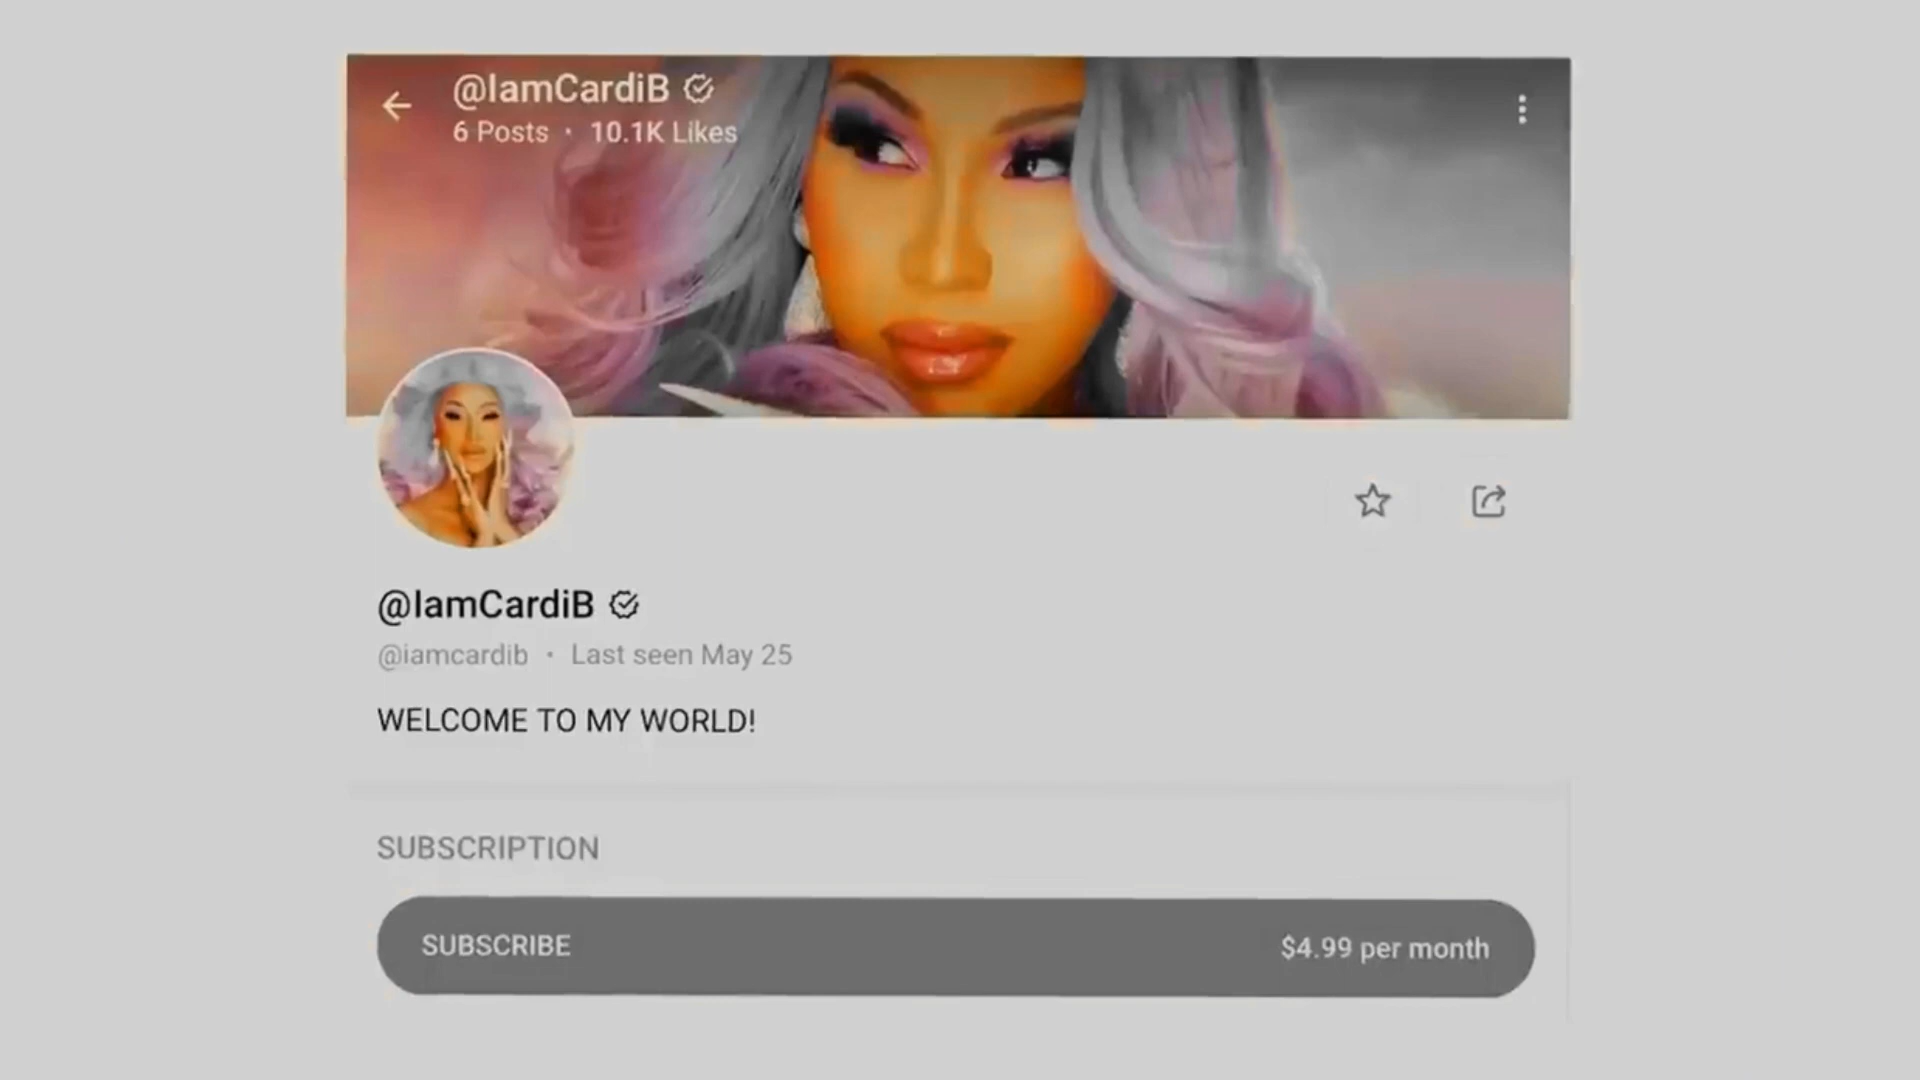 @IamCardiB
6 Posts · 10.1K Likes
@IamCardiB
@iamcardib · Last seen May 25
WELCOME TO MY WORLD!
SUBSCRIPTION
SUBSCRIBE $4.99 per month